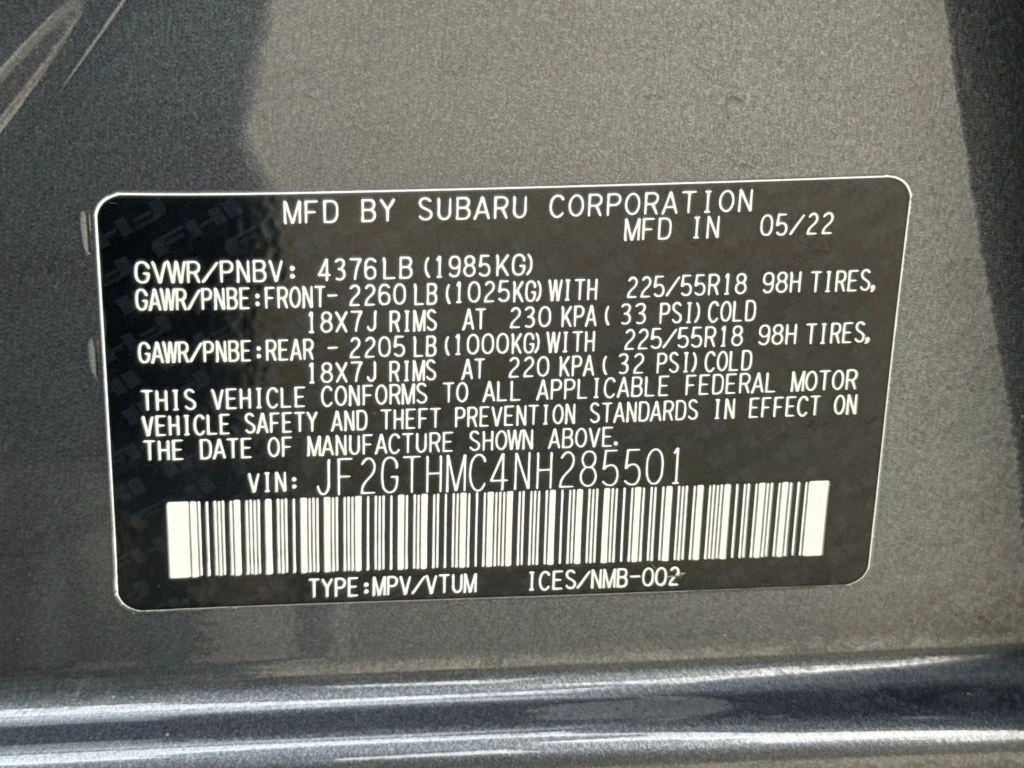 MFD BY SUBARU CORPORATION
MFD IN 05/22
GVWR/PNBV: 4376LB (1985KG)
GAWR/PNBE:FRONT- 2260LB (1025KG) WITH 225/55R18 98H TIRES,
18X7J RIMS AT 230 KPA( 33 PSI) COLD
GAWR/PNBE:REAR - 2205LB (1000KG) WITH 225/55R18 98H TIRES,
18X7J RIMS AT 220 KPA( 32 PSI) COLD
THIS VEHICLE CONFORMS TO ALL APPLICABLE FEDERAL MOTOR
VEHICLE SAFETY AND THEFT PREVENTION STANDARDS IN EFFECT ON
THE DATE OF MANUFACTURE SHOWN ABOVE.
VIN: JF2GTHMC4NH285501
TYPE:MPV/VTUM ICES/NMB-002